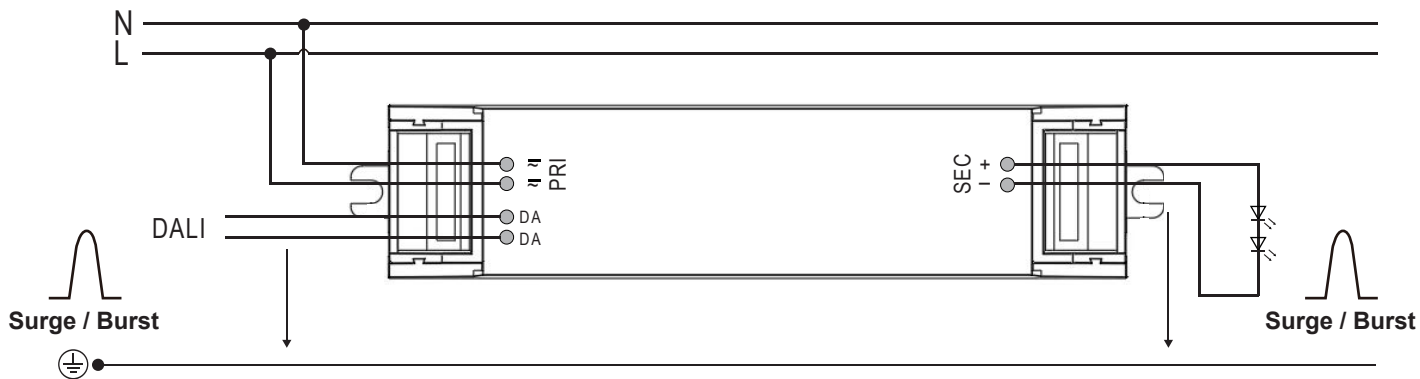 N
L
≂
≂
PRI
DALI
DA
DA
SEC
+
−
Surge / Burst
Surge / Burst